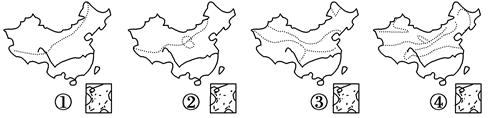 ① ② ③ ④